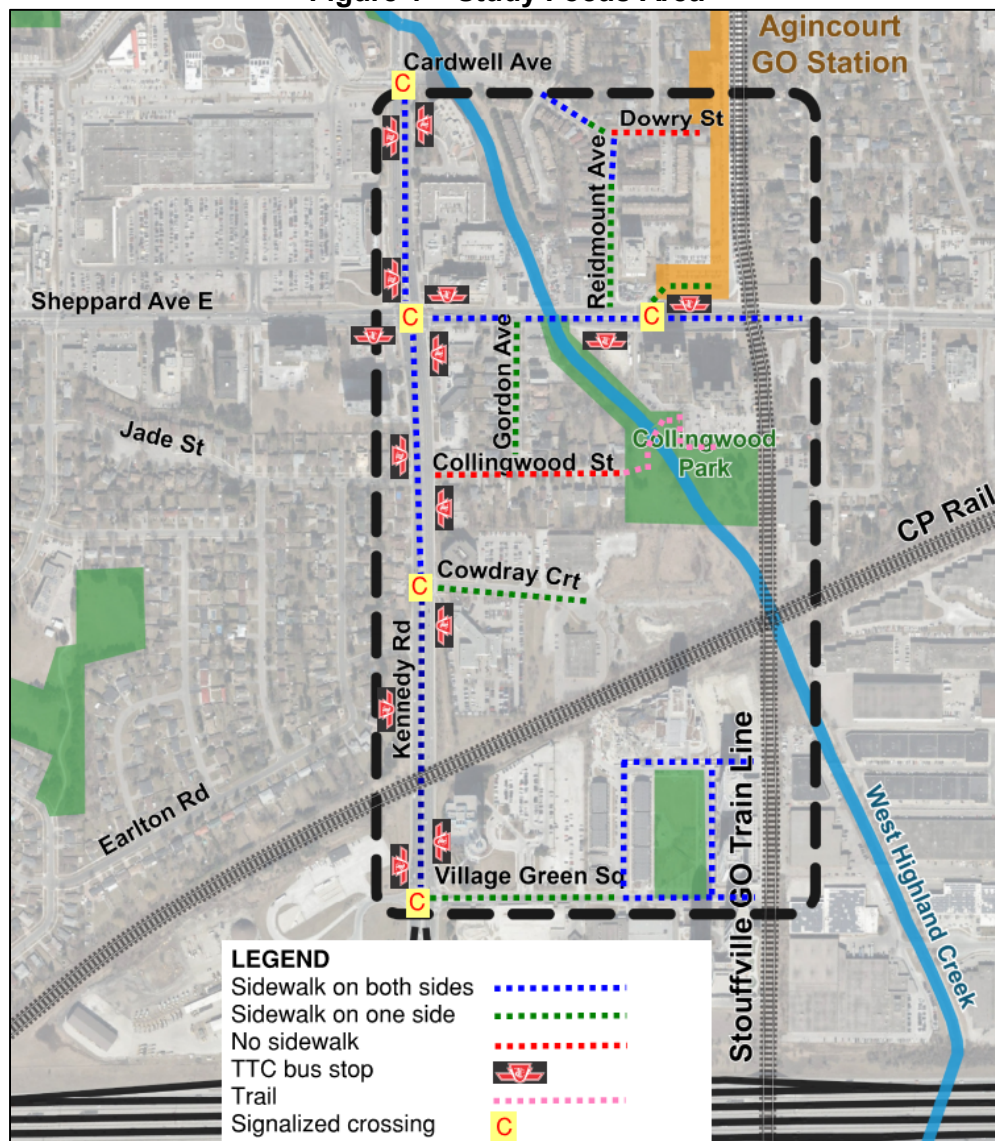 Agincourt
GO Station
Cardwell Ave
C
Dowry St
Reidmount Ave
Sheppard Ave E
C
C
Gordon Ave
Jade St
Collingwood
Park
Collingwood St
CP Rail
Cowdray Crt
C
Kennedy Rd
Earlton Rd
Stouffville GO Train Line
West Highland Creek
Village Green Sq
C
LEGEND
Sidewalk on both sides
Sidewalk on one side
No sidewalk
TTC bus stop
Trail
Signalized crossing C